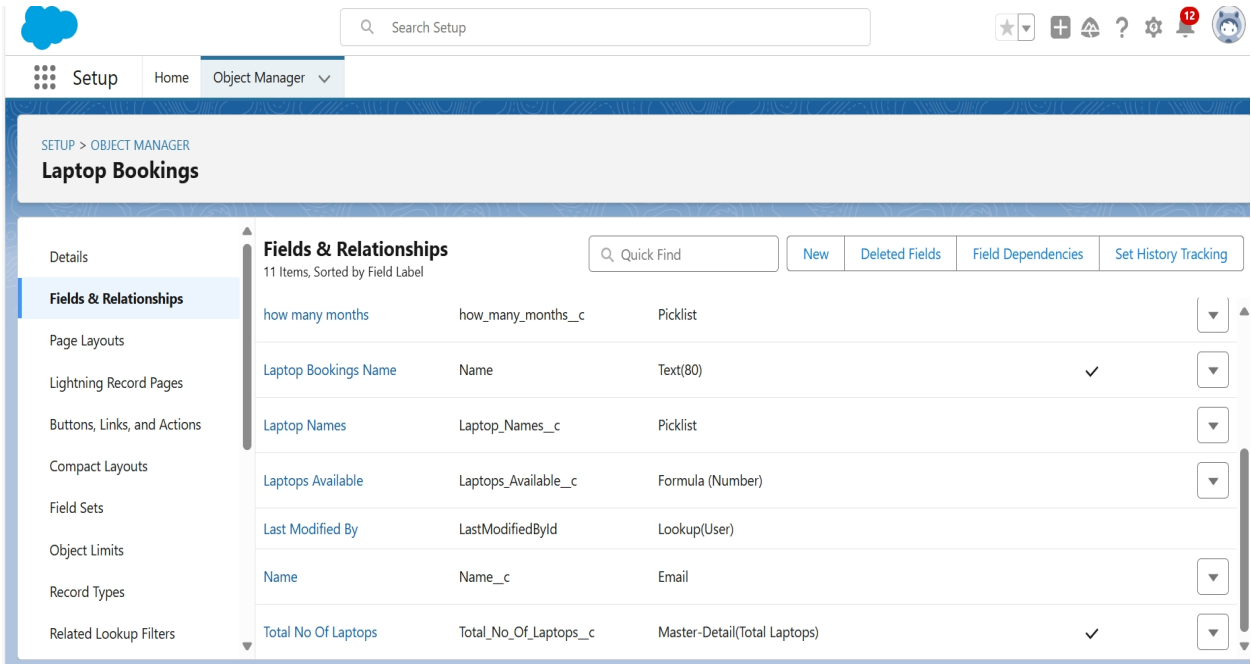 Search Setup
12
Setup
Home
Object Manager
SETUP > OBJECT MANAGER
Laptop Bookings
Details
Fields & Relationships
Page Layouts
Lightning Record Pages
Buttons, Links, and Actions
Compact Layouts
Field Sets
Object Limits
Record Types
Related Lookup Filters
Fields & Relationships
11 Items, Sorted by Field Label
Quick Find
New
Deleted Fields
Field Dependencies
Set History Tracking
how many months how_many_months__c Picklist
Laptop Bookings Name Name Text(80)
Laptop Names Laptop_Names__c Picklist
Laptops Available Laptops_Available__c Formula (Number)
Last Modified By LastModifiedById Lookup(User)
Name Name__c Email
Total No Of Laptops Total_No_Of_Laptops__c Master-Detail(Total Laptops)